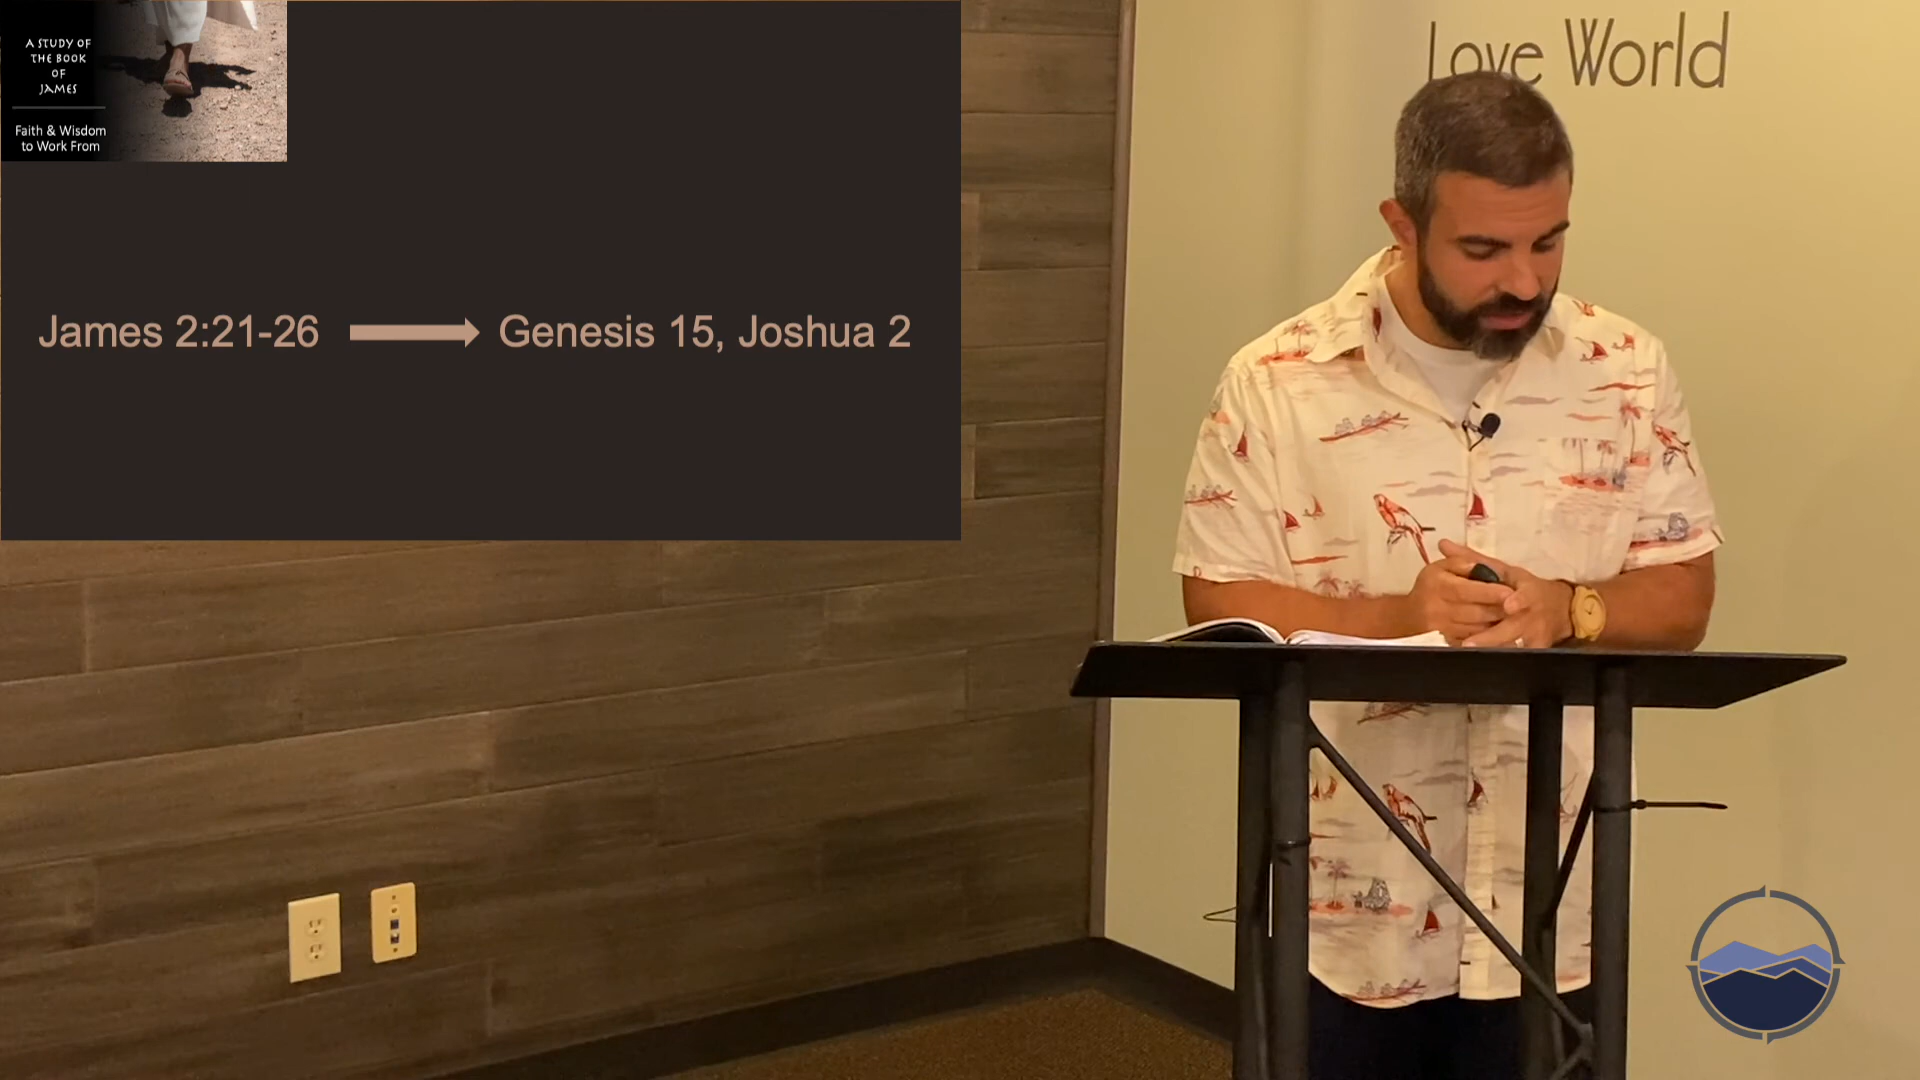 A STUDY OF
THE BOOK
OF
JAMES
Faith & Wisdom
to Work From
James 2:21-26 Genesis 15, Joshua 2
Love World